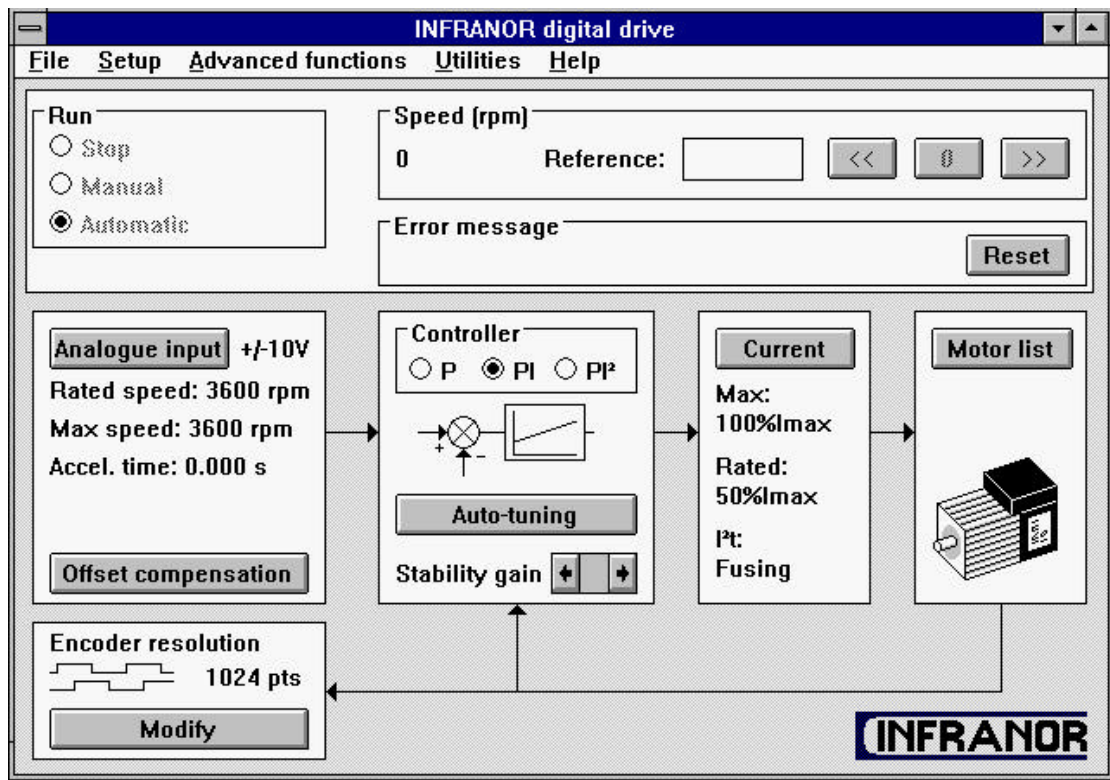 INFRANOR digital drive
File Setup Advanced functions Utilities Help
Run
Stop
Manual
Automatic
Speed (rpm)
0 Reference: << 0 >>
Error message
Reset
Analogue input +/-10V
Rated speed: 3600 rpm
Max speed: 3600 rpm
Accel. time: 0.000 s
Offset compensation
Controller
P PI PI²
+ -
Auto-tuning
Stability gain
Current
Max:
100%Imax
Rated:
50%Imax
I²t:
Fusing
Motor list
Encoder resolution
1024 pts
Modify
INFRANOR